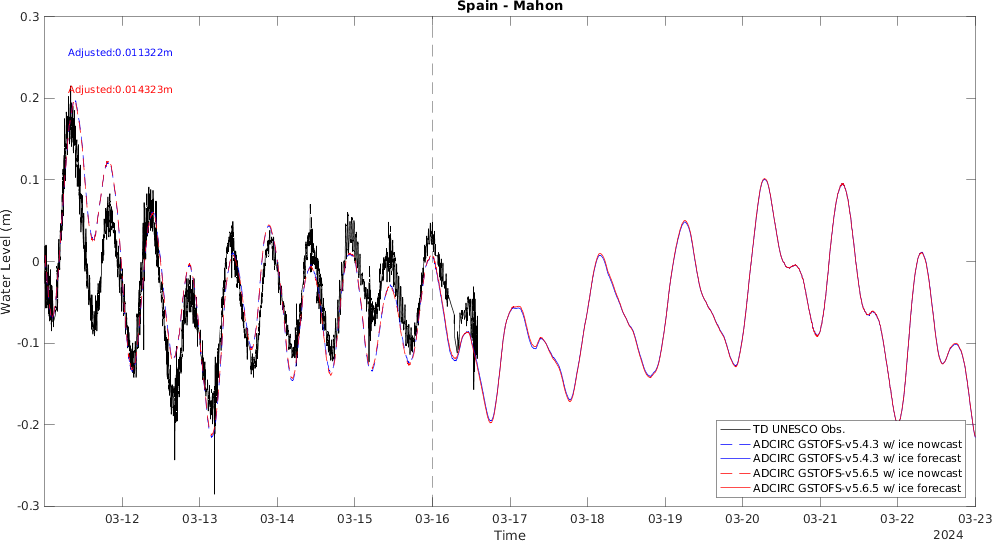 Spain - Mahon
0.3
Adjusted:0.011322m
Adjusted:0.014323m
0.2
0.1
0
-0.1
-0.2
-0.3
Water Level (m)
TD UNESCO Obs.
ADCIRC GSTOFS-v5.4.3 w/ ice nowcast
ADCIRC GSTOFS-v5.4.3 w/ ice forecast
ADCIRC GSTOFS-v5.6.5 w/ ice nowcast
ADCIRC GSTOFS-v5.6.5 w/ ice forecast
03-12 03-13 03-14 03-15 03-16 03-17 03-18 03-19 03-20 03-21 03-22 03-23
Time
2024